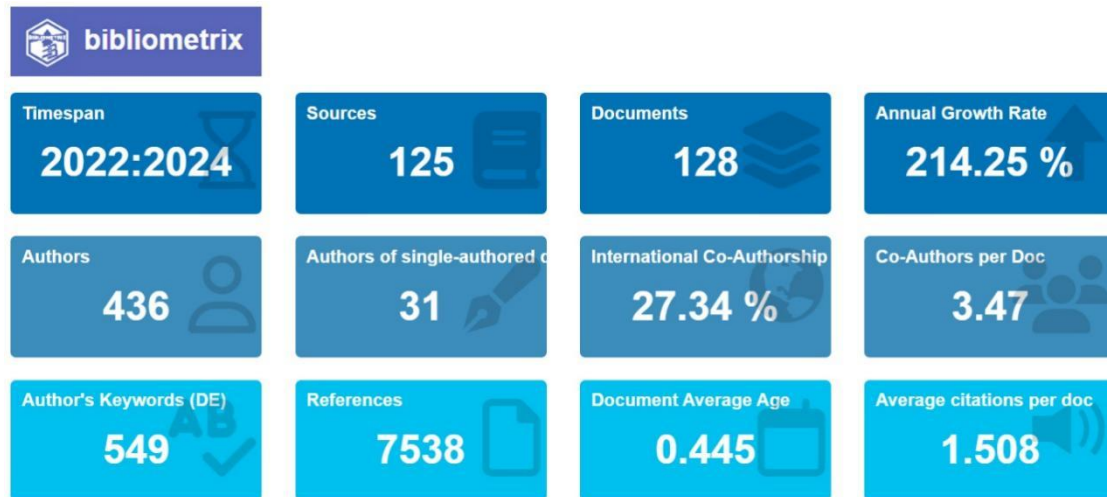 bibliometrix
Timespan
2022:2024
Sources
125
Documents
128
Annual Growth Rate
214.25 %
Authors
436
Authors of single-authored d
31
International Co-Authorship
27.34 %
Co-Authors per Doc
3.47
Author's Keywords (DE)
549
References
7538
Document Average Age
0.445
Average citations per doc
1.508